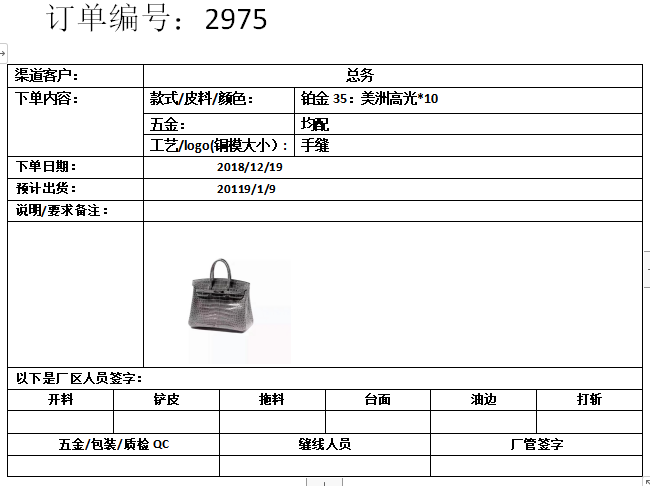 订单编号：2975
渠道客户： 总务
下单内容： 款式/皮料/颜色： 铂金 35：美洲高光*10
五金： 均配
工艺/logo(铜模大小）： 手缝
下单日期： 2018/12/19
预计出货： 20119/1/9
说明/要求备注：
以下是厂区人员签字：
开料 铲皮 拖料 台面 油边 打斩
五金/包装/质检 QC 缝线人员 厂管签字